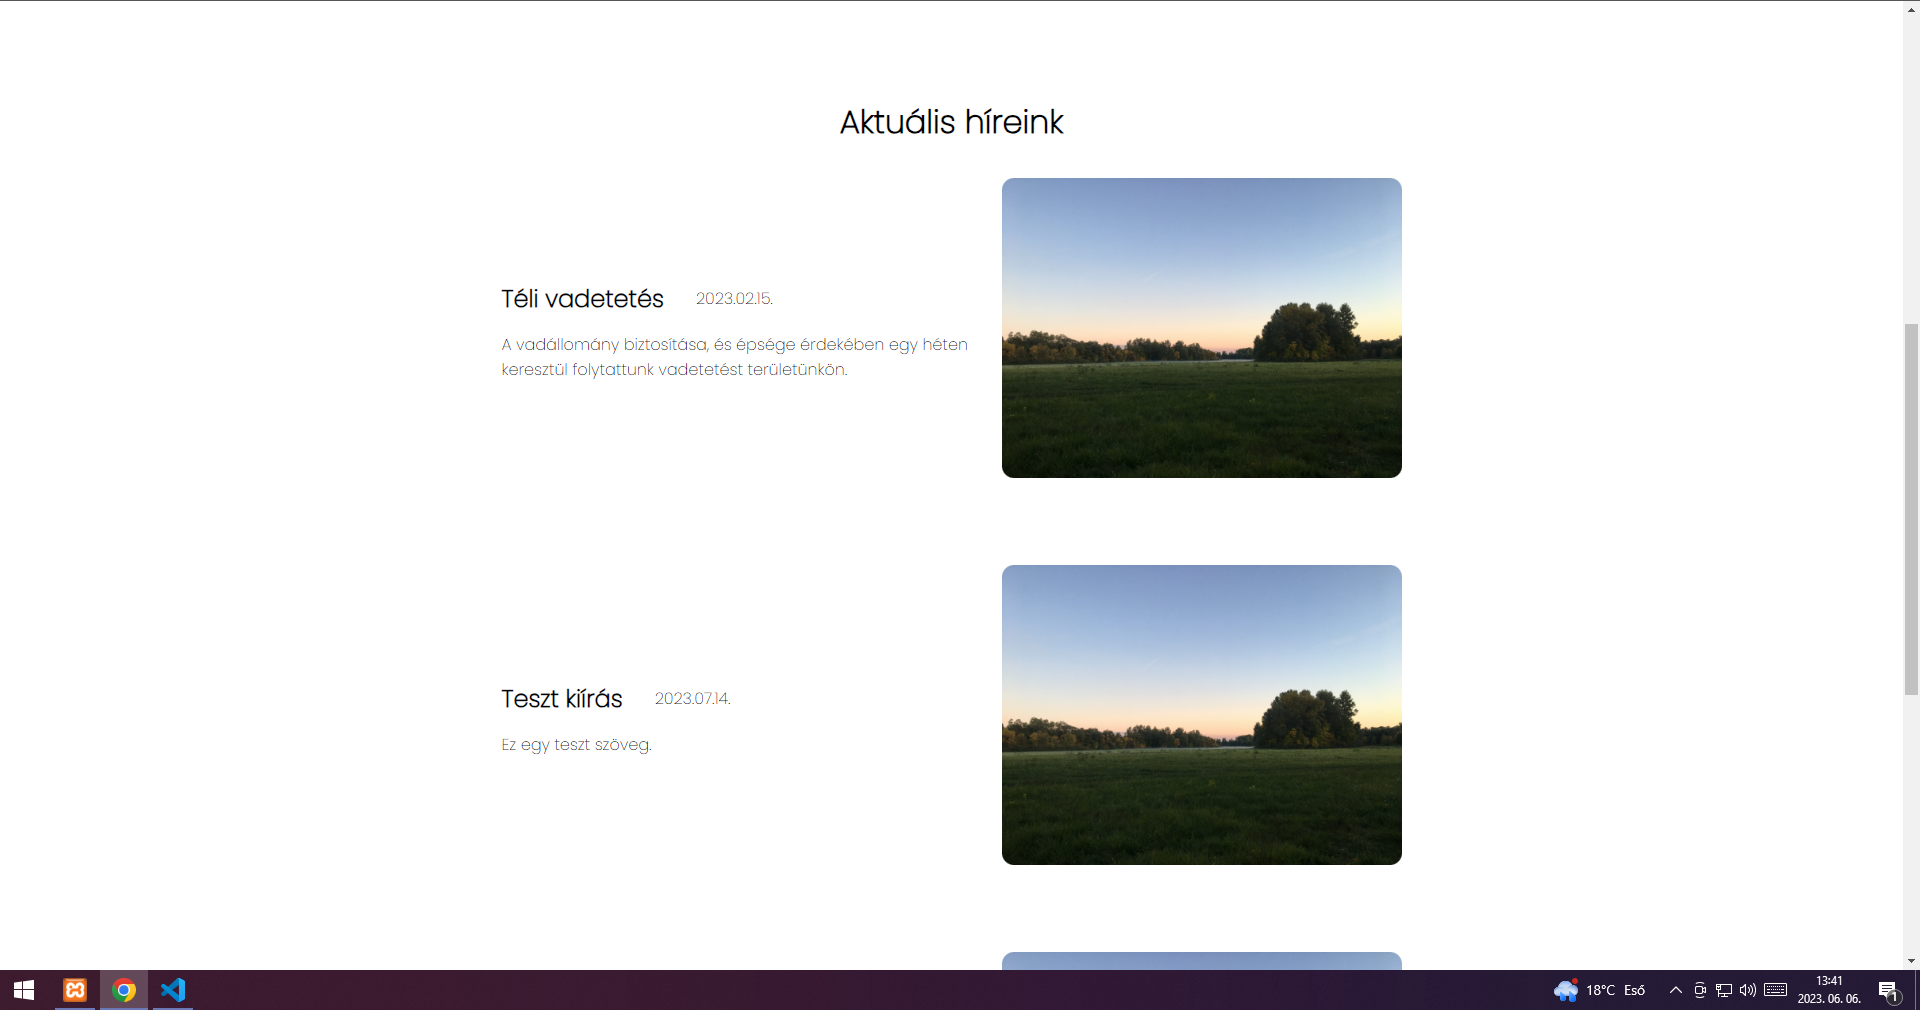 Aktuális híreink
Téli vadetetés 2023.02.15.
A vadállomány biztosítása, és épsége érdekében egy héten
keresztül folytattunk vadetetést területünkön.
Teszt kiírás 2023.07.14.
Ez egy teszt szöveg.
18°C Eső
13:41
2023. 06. 06.
1